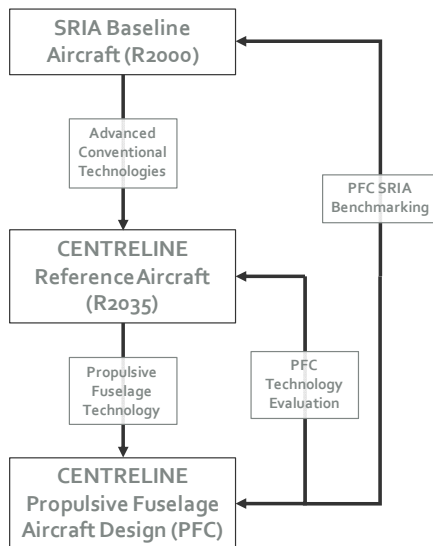 SRIA Baseline
Aircraft (R2000)
Advanced
Conventional
Technologies
PFC SRIA
Benchmarking
CENTRELINE
Reference Aircraft
(R2035)
Propulsive
Fuselage
Technology
PFC
Technology
Evaluation
CENTRELINE
Propulsive Fuselage
Aircraft Design (PFC)